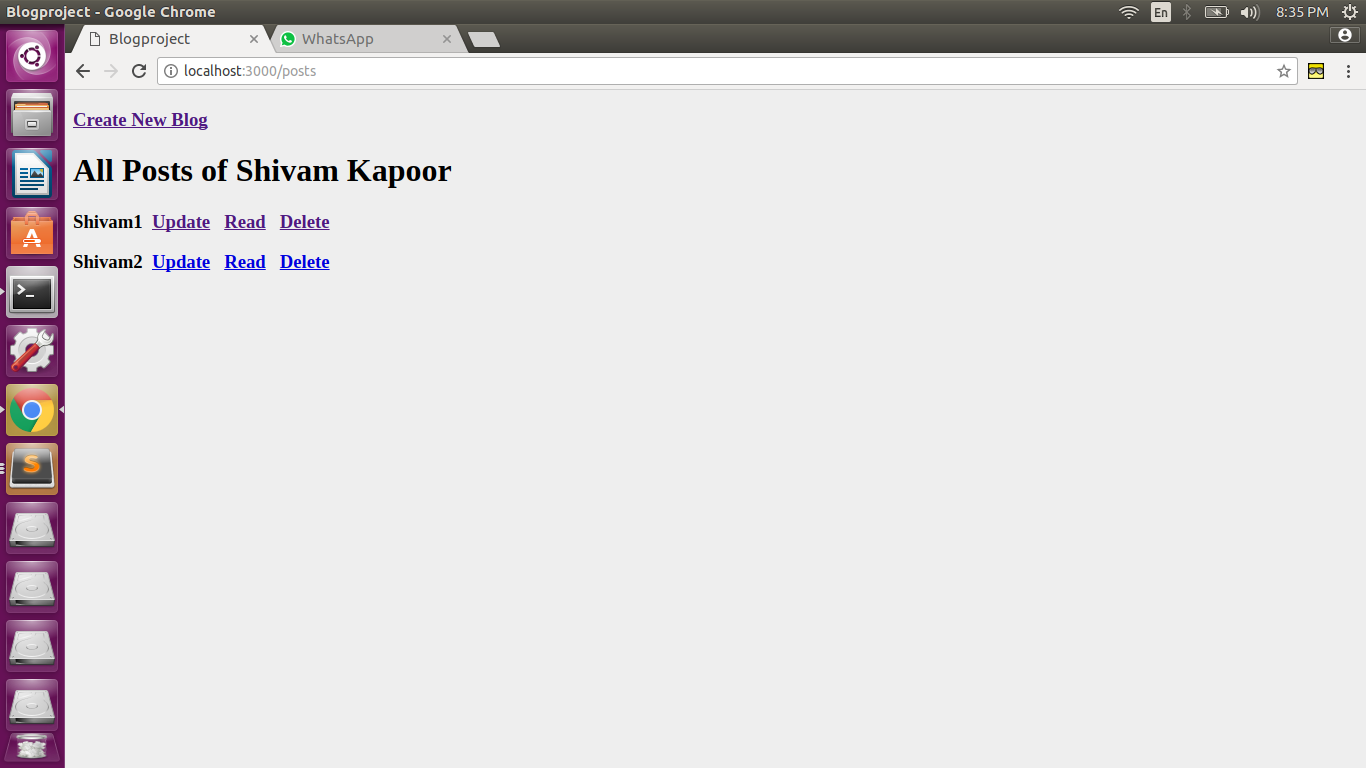 Blogproject - Google Chrome
En
8:35 PM
Blogproject
WhatsApp
localhost:3000/posts
Create New Blog
All Posts of Shivam Kapoor
Shivam1 Update Read Delete
Shivam2 Update Read Delete